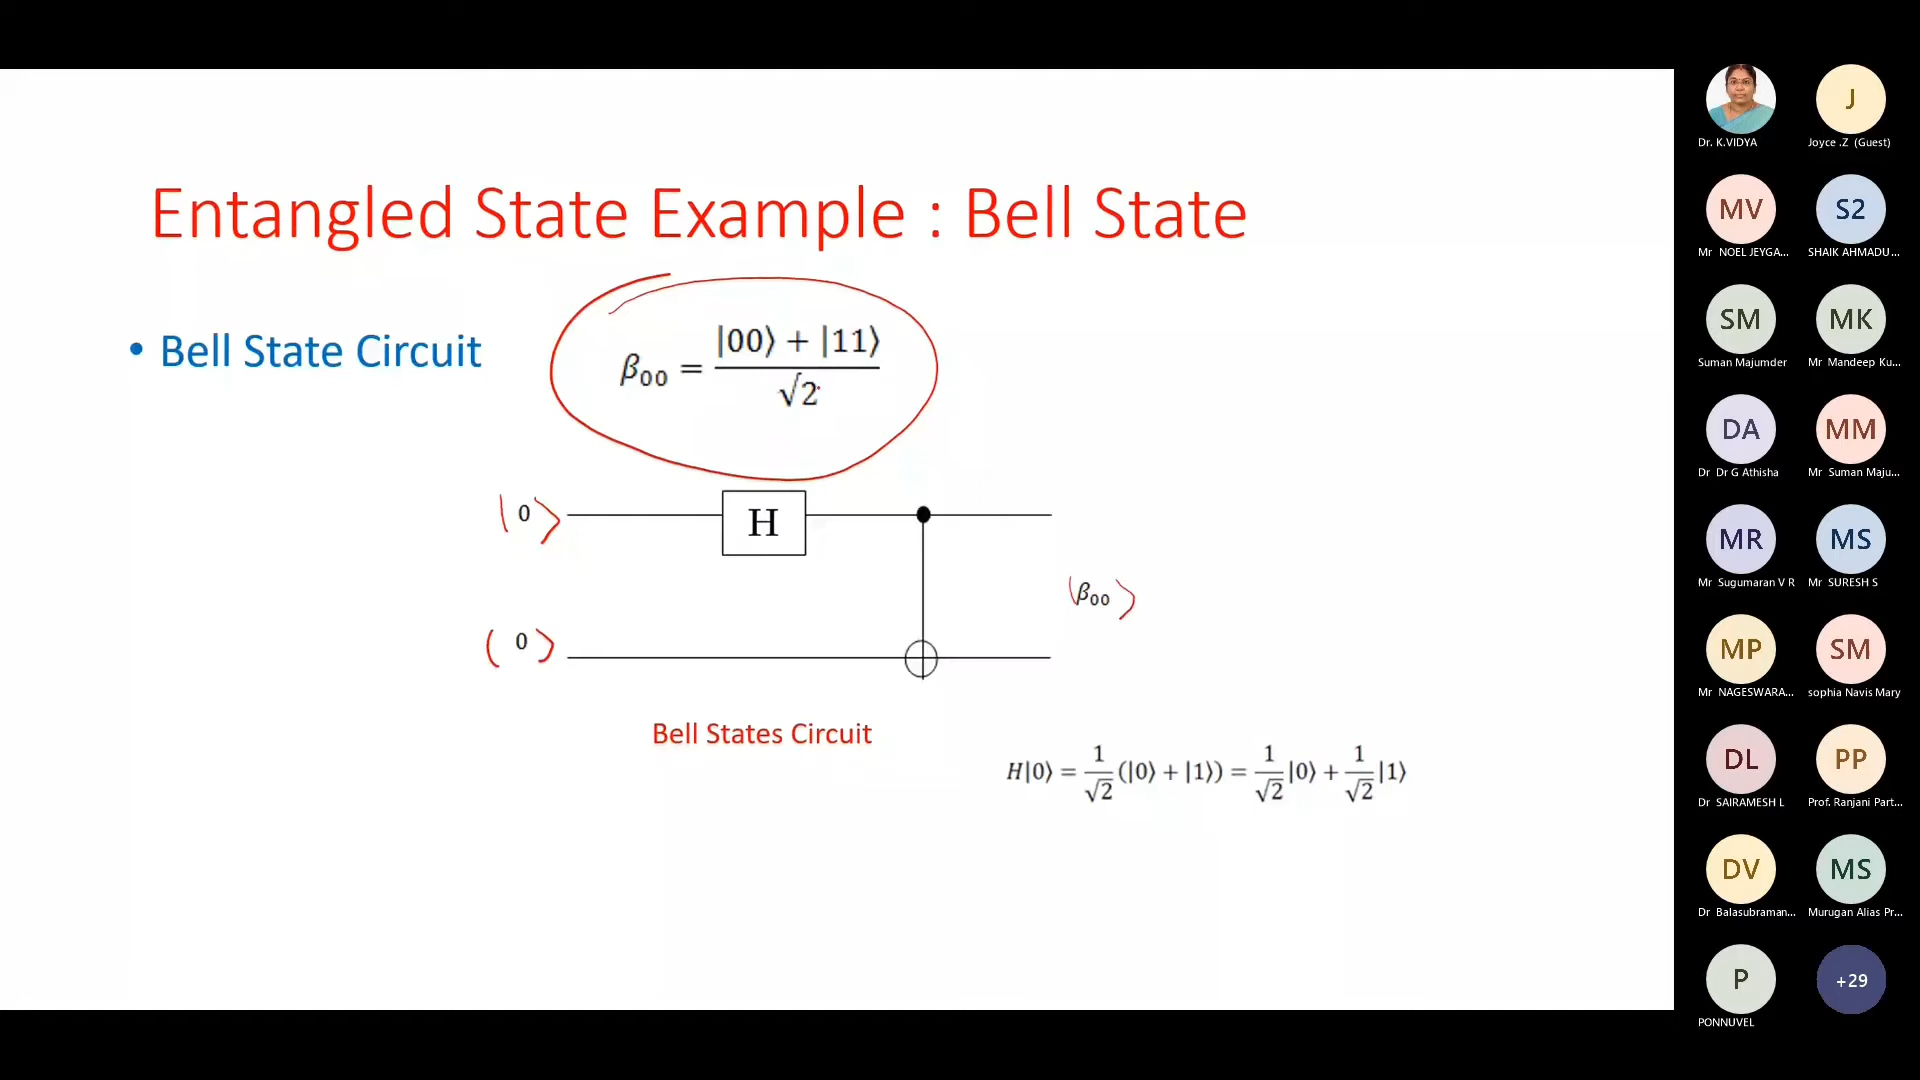 Entangled State Example : Bell State
• Bell State Circuit
β₀₀ = (|00⟩ + |11⟩)/√2
|0⟩
H
|β₀₀⟩
|0⟩
Bell States Circuit
H|0⟩ = 1/√2 (|0⟩ + |1⟩) = 1/√2 |0⟩ + 1/√2 |1⟩
Dr. K.VIDYA
J
Joyce .Z (Guest)
MV
Mr NOEL JEYGA...
S2
SHAIK AHMADU...
SM
Suman Majumder
MK
Mr Mandeep Ku...
DA
Dr Dr G Athisha
MM
Mr Suman Maju...
MR
Mr Sugumaran V R
MS
Mr SURESH S
MP
Mr NAGESWARA...
SM
sophia Navis Mary
DL
Dr SAIRAMESH L
PP
Prof. Ranjani Part...
DV
Dr Balasubraman...
MS
Murugan Alias Pr...
P
PONNUVEL
+29